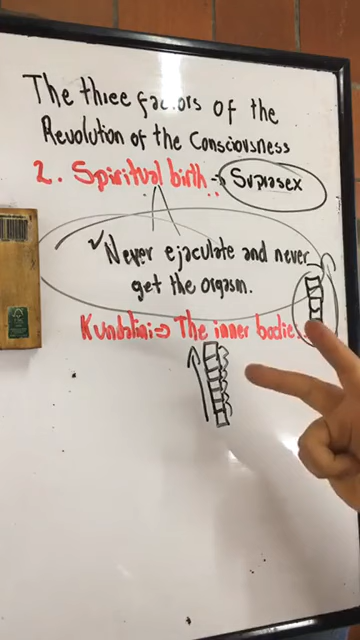 The three factors of the
Revolution of the Consciousness
2. Spiritual birth → Suprasex
✓ Never ejaculate and never
get the orgasm.
Kundalini ⇒ The inner bodies